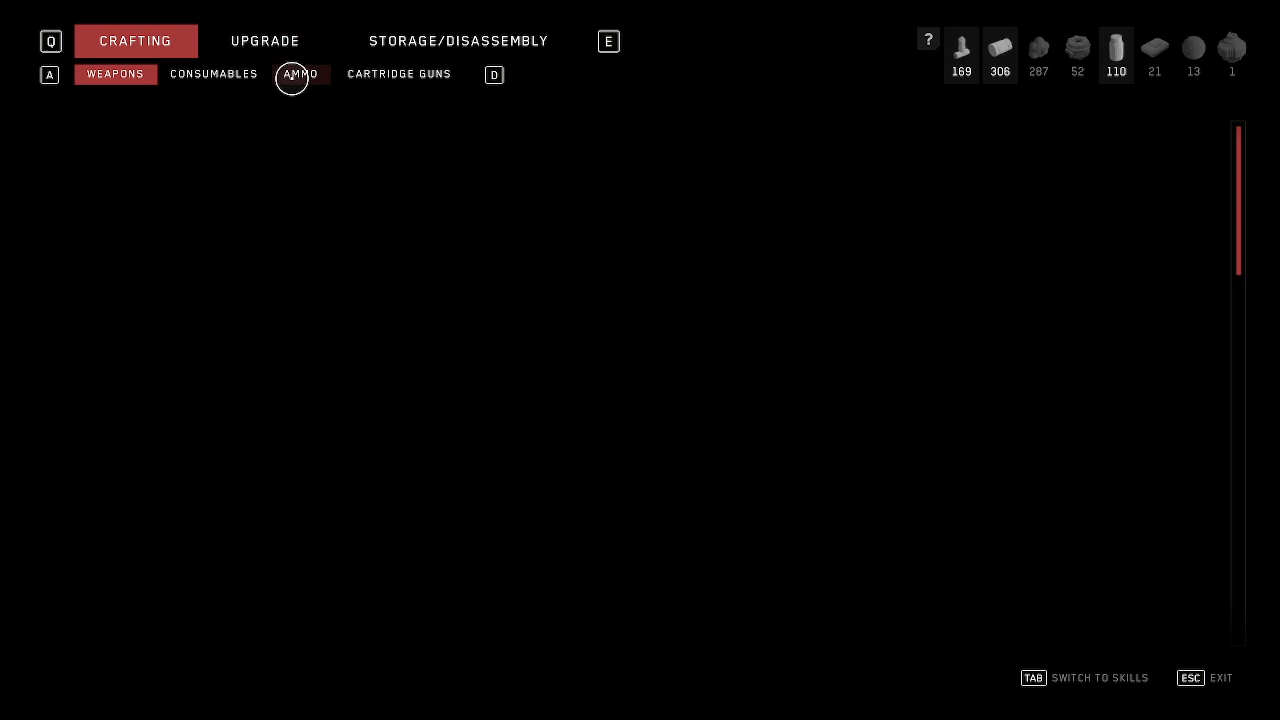 Q CRAFTING UPGRADE STORAGE/DISASSEMBLY E ?
A WEAPONS CONSUMABLES AMMO CARTRIDGE GUNS D 169 306 287 52 110 21 13 1
TAB SWITCH TO SKILLS ESC EXIT